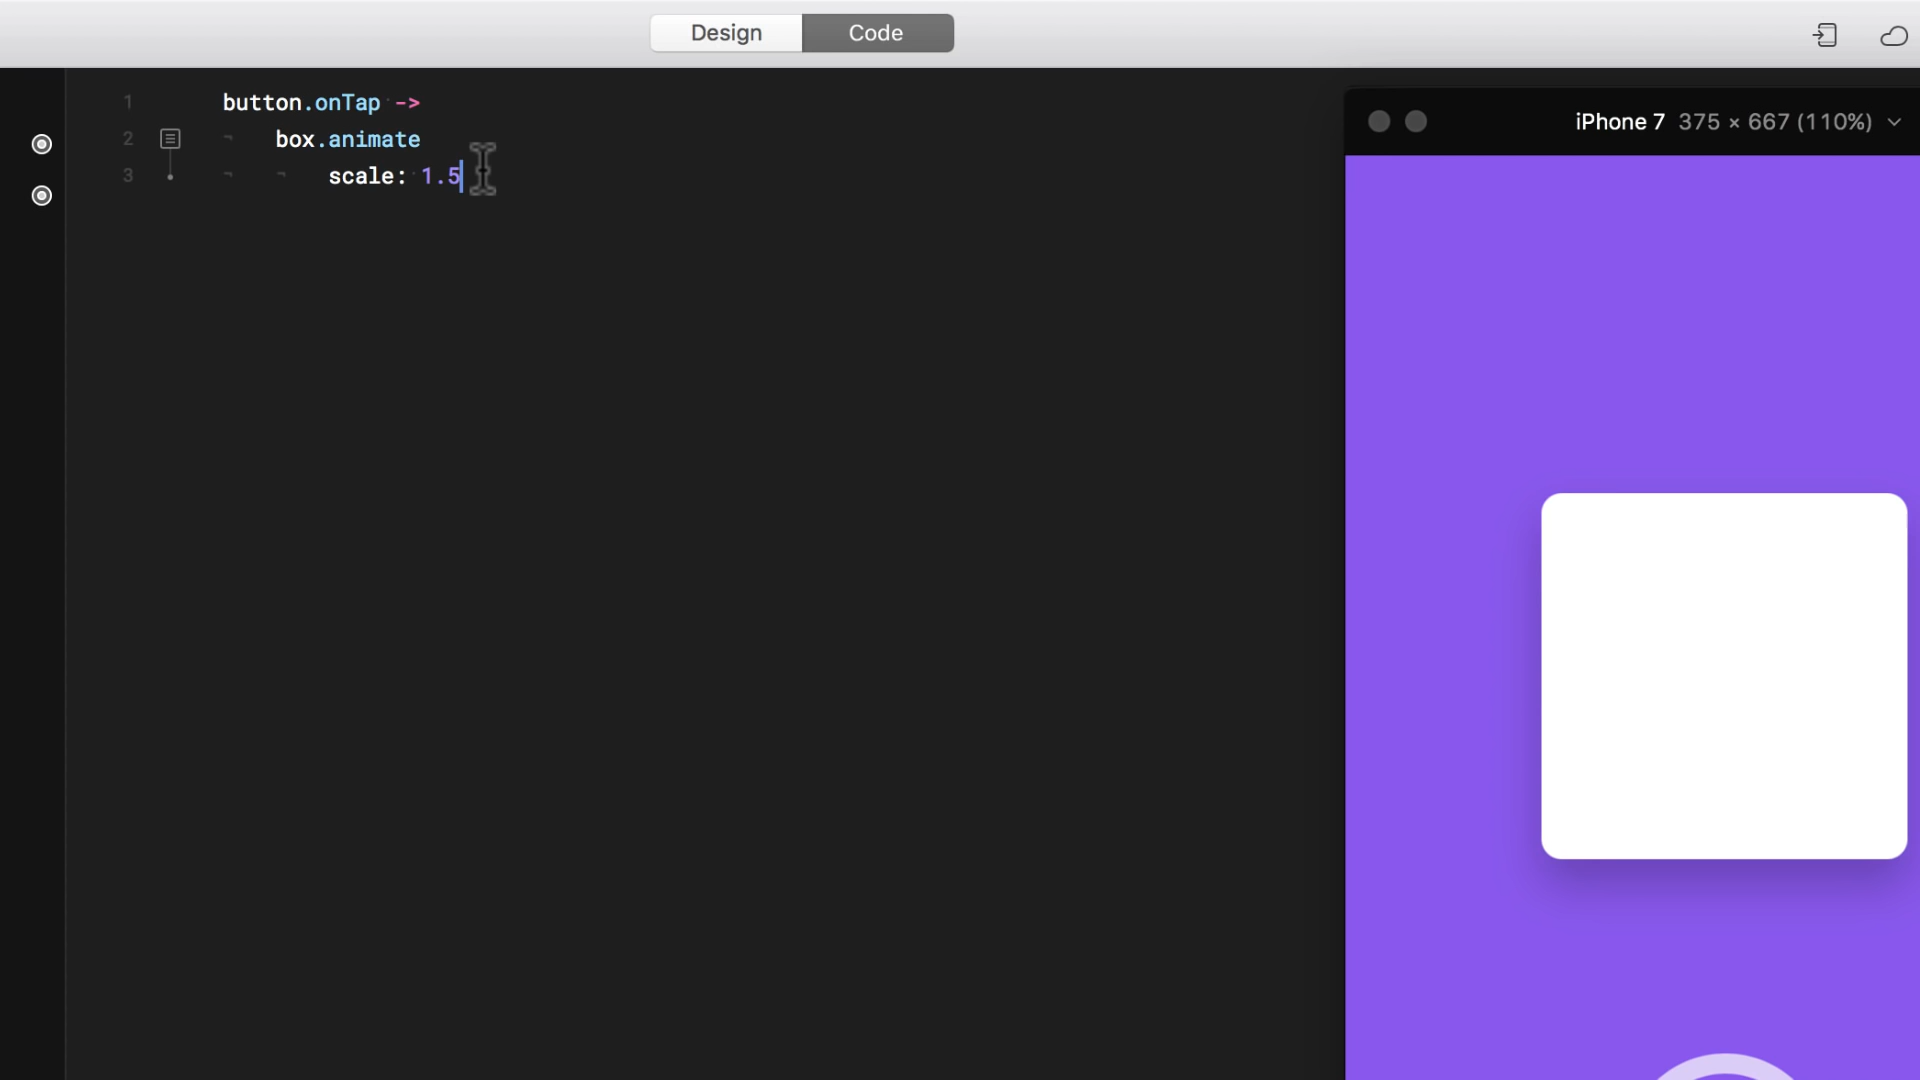 Design Code
1 button.onTap ->
2 box.animate
3 scale: 1.5
iPhone 7 375 × 667 (110%)